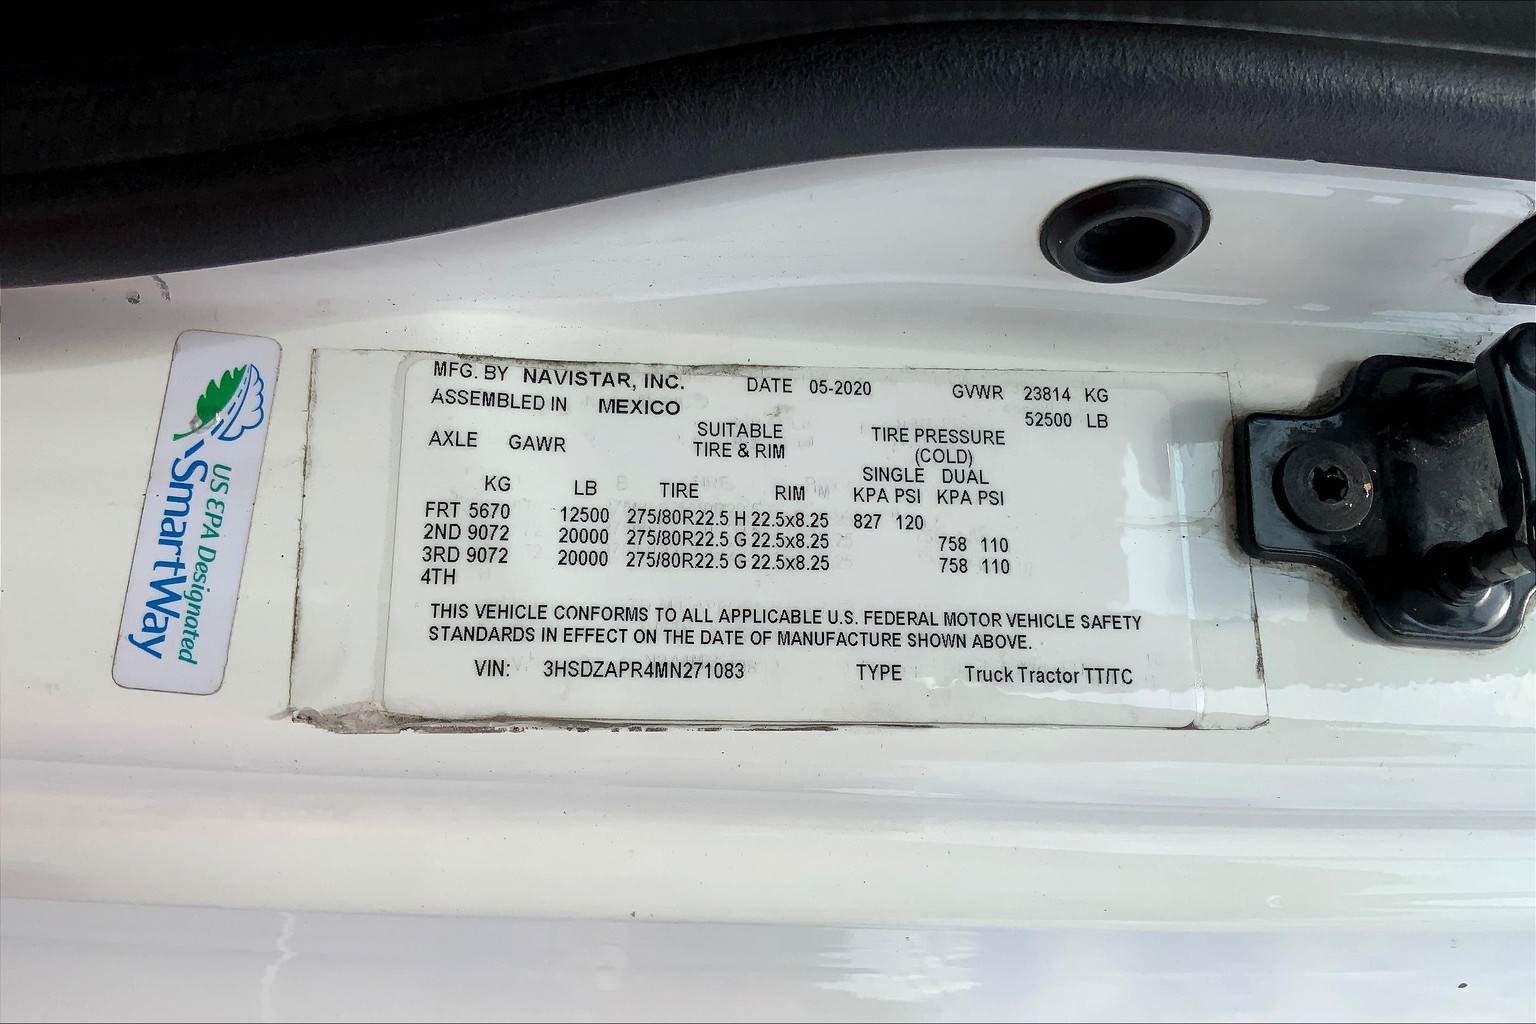 MFG. BY NAVISTAR, INC. DATE 05-2020 GVWR 23814 KG
ASSEMBLED IN MEXICO 52500 LB
AXLE GAWR SUITABLE TIRE PRESSURE
TIRE & RIM (COLD)
SINGLE DUAL
KG LB TIRE RIM KPA PSI KPA PSI
FRT 5670 12500 275/80R22.5 H 22.5x8.25 827 120
2ND 9072 20000 275/80R22.5 G 22.5x8.25 758 110
3RD 9072 20000 275/80R22.5 G 22.5x8.25 758 110
4TH
THIS VEHICLE CONFORMS TO ALL APPLICABLE U.S. FEDERAL MOTOR VEHICLE SAFETY
STANDARDS IN EFFECT ON THE DATE OF MANUFACTURE SHOWN ABOVE.
VIN: 3HSDZAPR4MN271083 TYPE Truck Tractor TT/TC
US EPA Designated
SmartWay